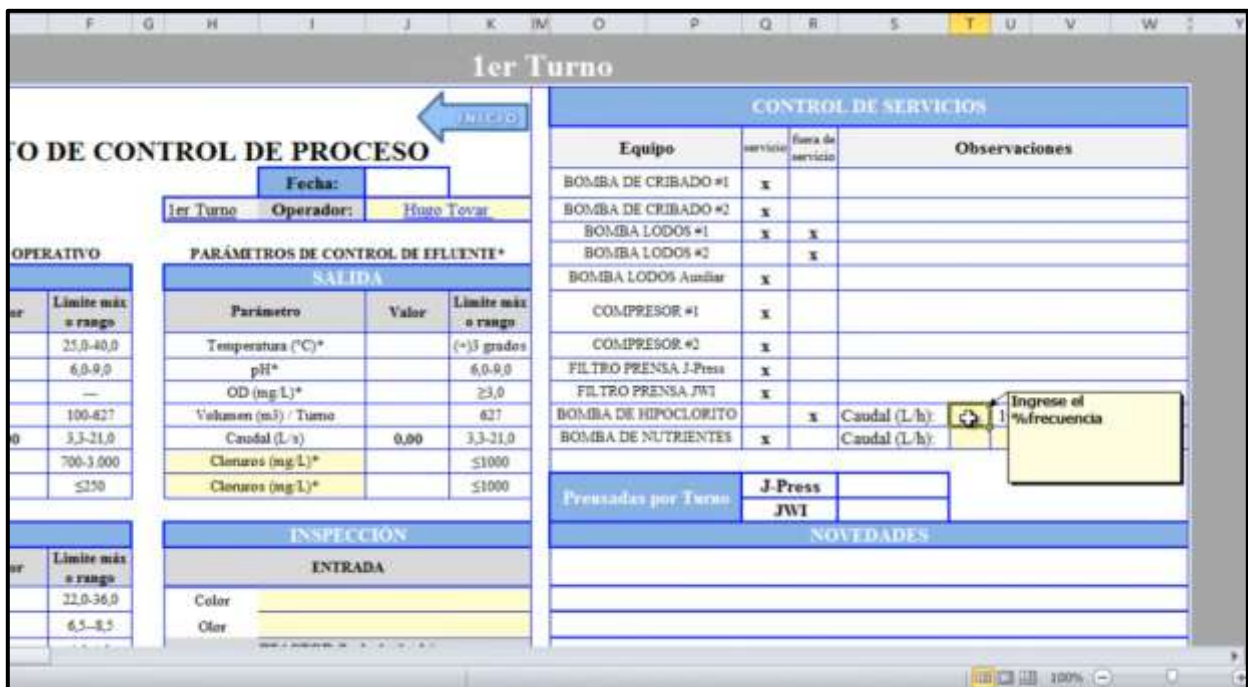 F G H I J K O P Q R S T U V W Y
1er Turno
INICIO
O DE CONTROL DE PROCESO
Fecha:
1er Turno Operador: Hugo Tovar
OPERATIVO
PARÁMETROS DE CONTROL DE EFLUENTE*
SALIDA
or Límite máx o rango Parámetro Valor Límite máx o rango
25,0-40,0 Temperatura (°C)* (+)3 grados
6,0-9,0 pH* 6,0-9,0
— OD (mg/L)* ≥3,0
100-627 Volumen (m3) / Turno 627
0 3,3-21,0 Caudal (L/s) 0,00 3,3-21,0
700-3.000 Cloruros (mg/L)* ≤1000
≤250 Cloruros (mg/L)* ≤1000
INSPECCIÓN
or Límite máx o rango ENTRADA
22,0-36,0 Color
6,5--8,5 Olor
CONTROL DE SERVICIOS
Equipo servicio fuera de servicio Observaciones
BOMBA DE CRIBADO #1 x
BOMBA DE CRIBADO #2 x
BOMBA LODOS #1 x x
BOMBA LODOS #2 x
BOMBA LODOS Auxiliar x
COMPRESOR #1 x
COMPRESOR #2 x
FILTRO PRENSA J-Press x
FILTRO PRENSA JWI x
BOMBA DE HIPOCLORITO x Caudal (L/h): 1
BOMBA DE NUTRIENTES x Caudal (L/h):
Ingrese el
%frecuencia
Prensadas por Turno
J-Press
JWI
NOVEDADES
100%